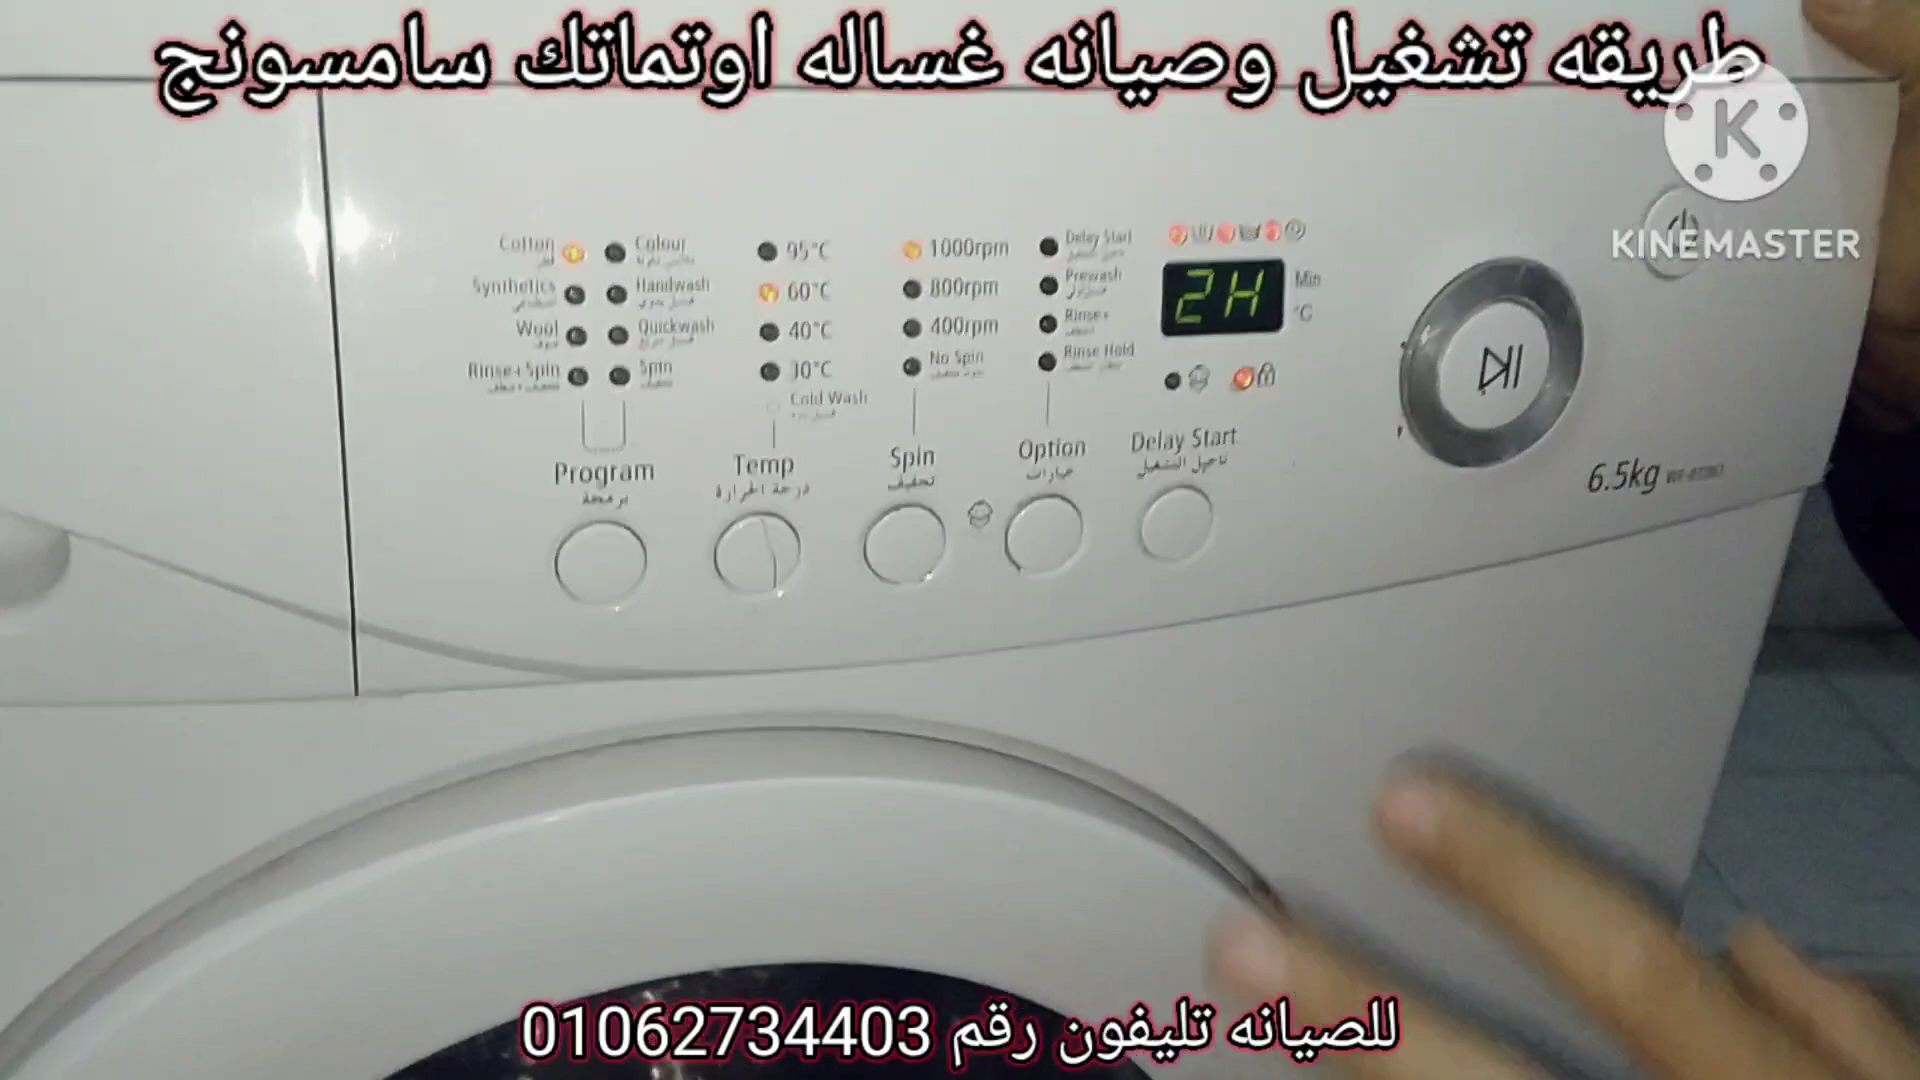 طريقه تشغيل وصيانه غساله اوتماتك سامسونج
KINEMASTER
Cotton
Synthetics
Wool
Rinse+Spin
Colour
Handwash
Quickwash
Spin
95°C
60°C
40°C
30°C
Cold Wash
1000rpm
800rpm
400rpm
No Spin
Delay Start
Prewash
Rinse+
Rinse Hold
2H
Min
°C
Program
برمجة
Temp
درجة الحرارة
Spin
تجفيف
Option
خيارات
Delay Start
تأجيل التشغيل
6.5kg
للصيانه تليفون رقم 01062734403